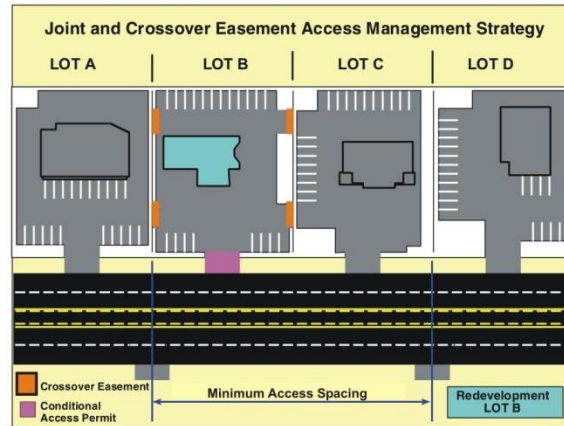 Joint and Crossover Easement Access Management Strategy
LOT A
LOT B
LOT C
LOT D
Crossover Easement
Conditional
Access Permit
Minimum Access Spacing
Redevelopment
LOT B